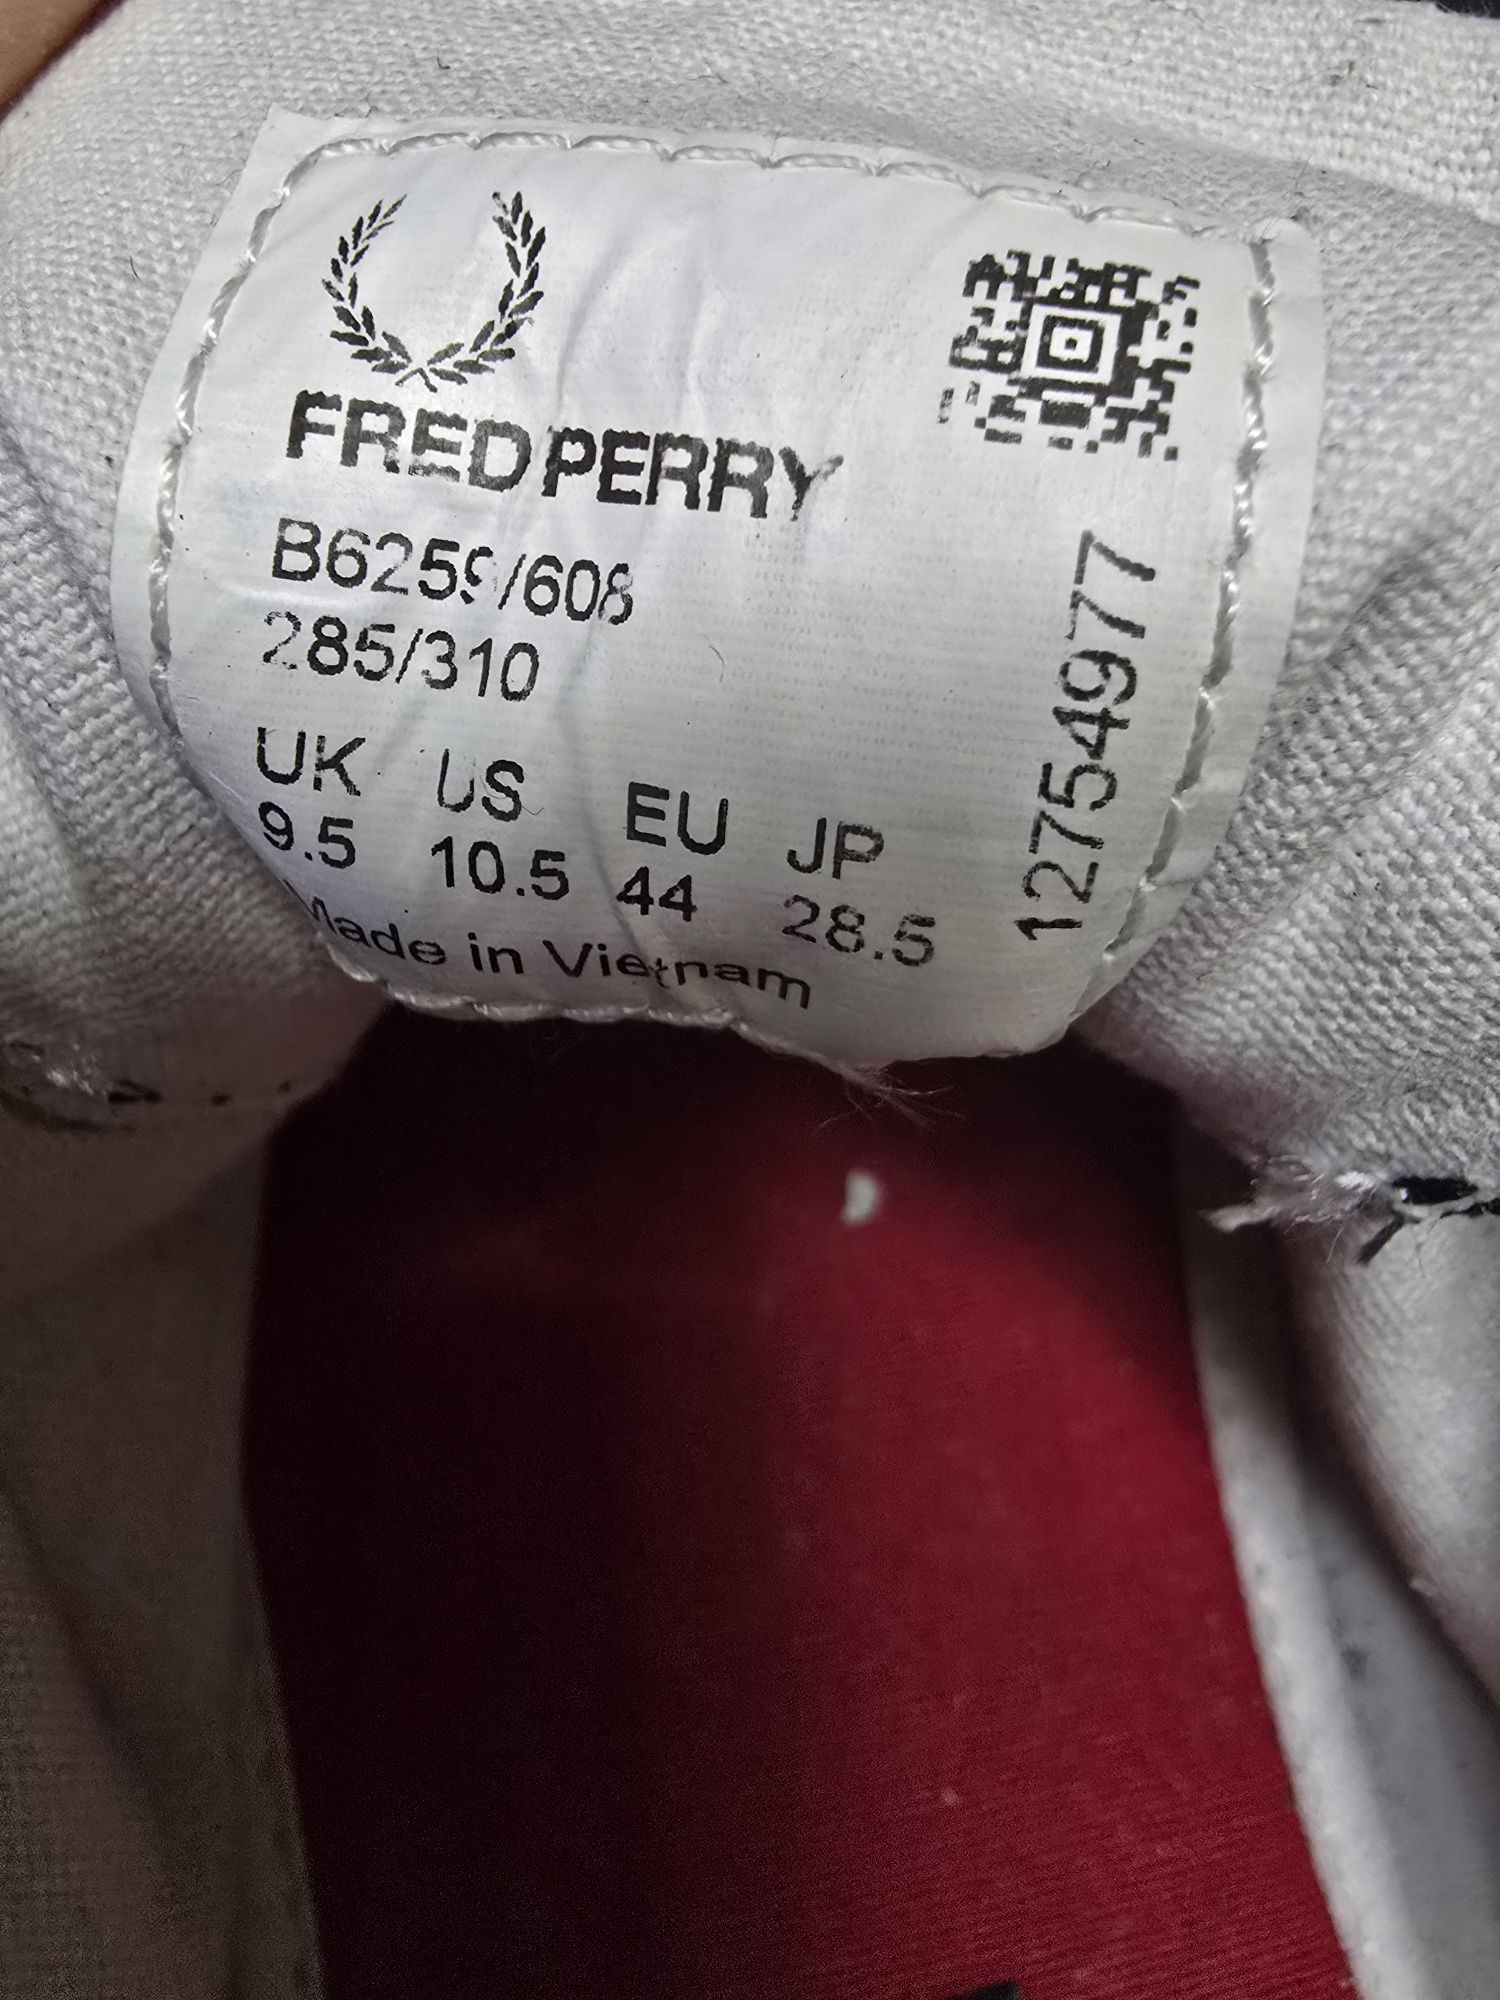 FRED PERRY
B6259/608
285/310
UK US EU JP
9.5 10.5 44 28.5
Made in Vietnam
12754977